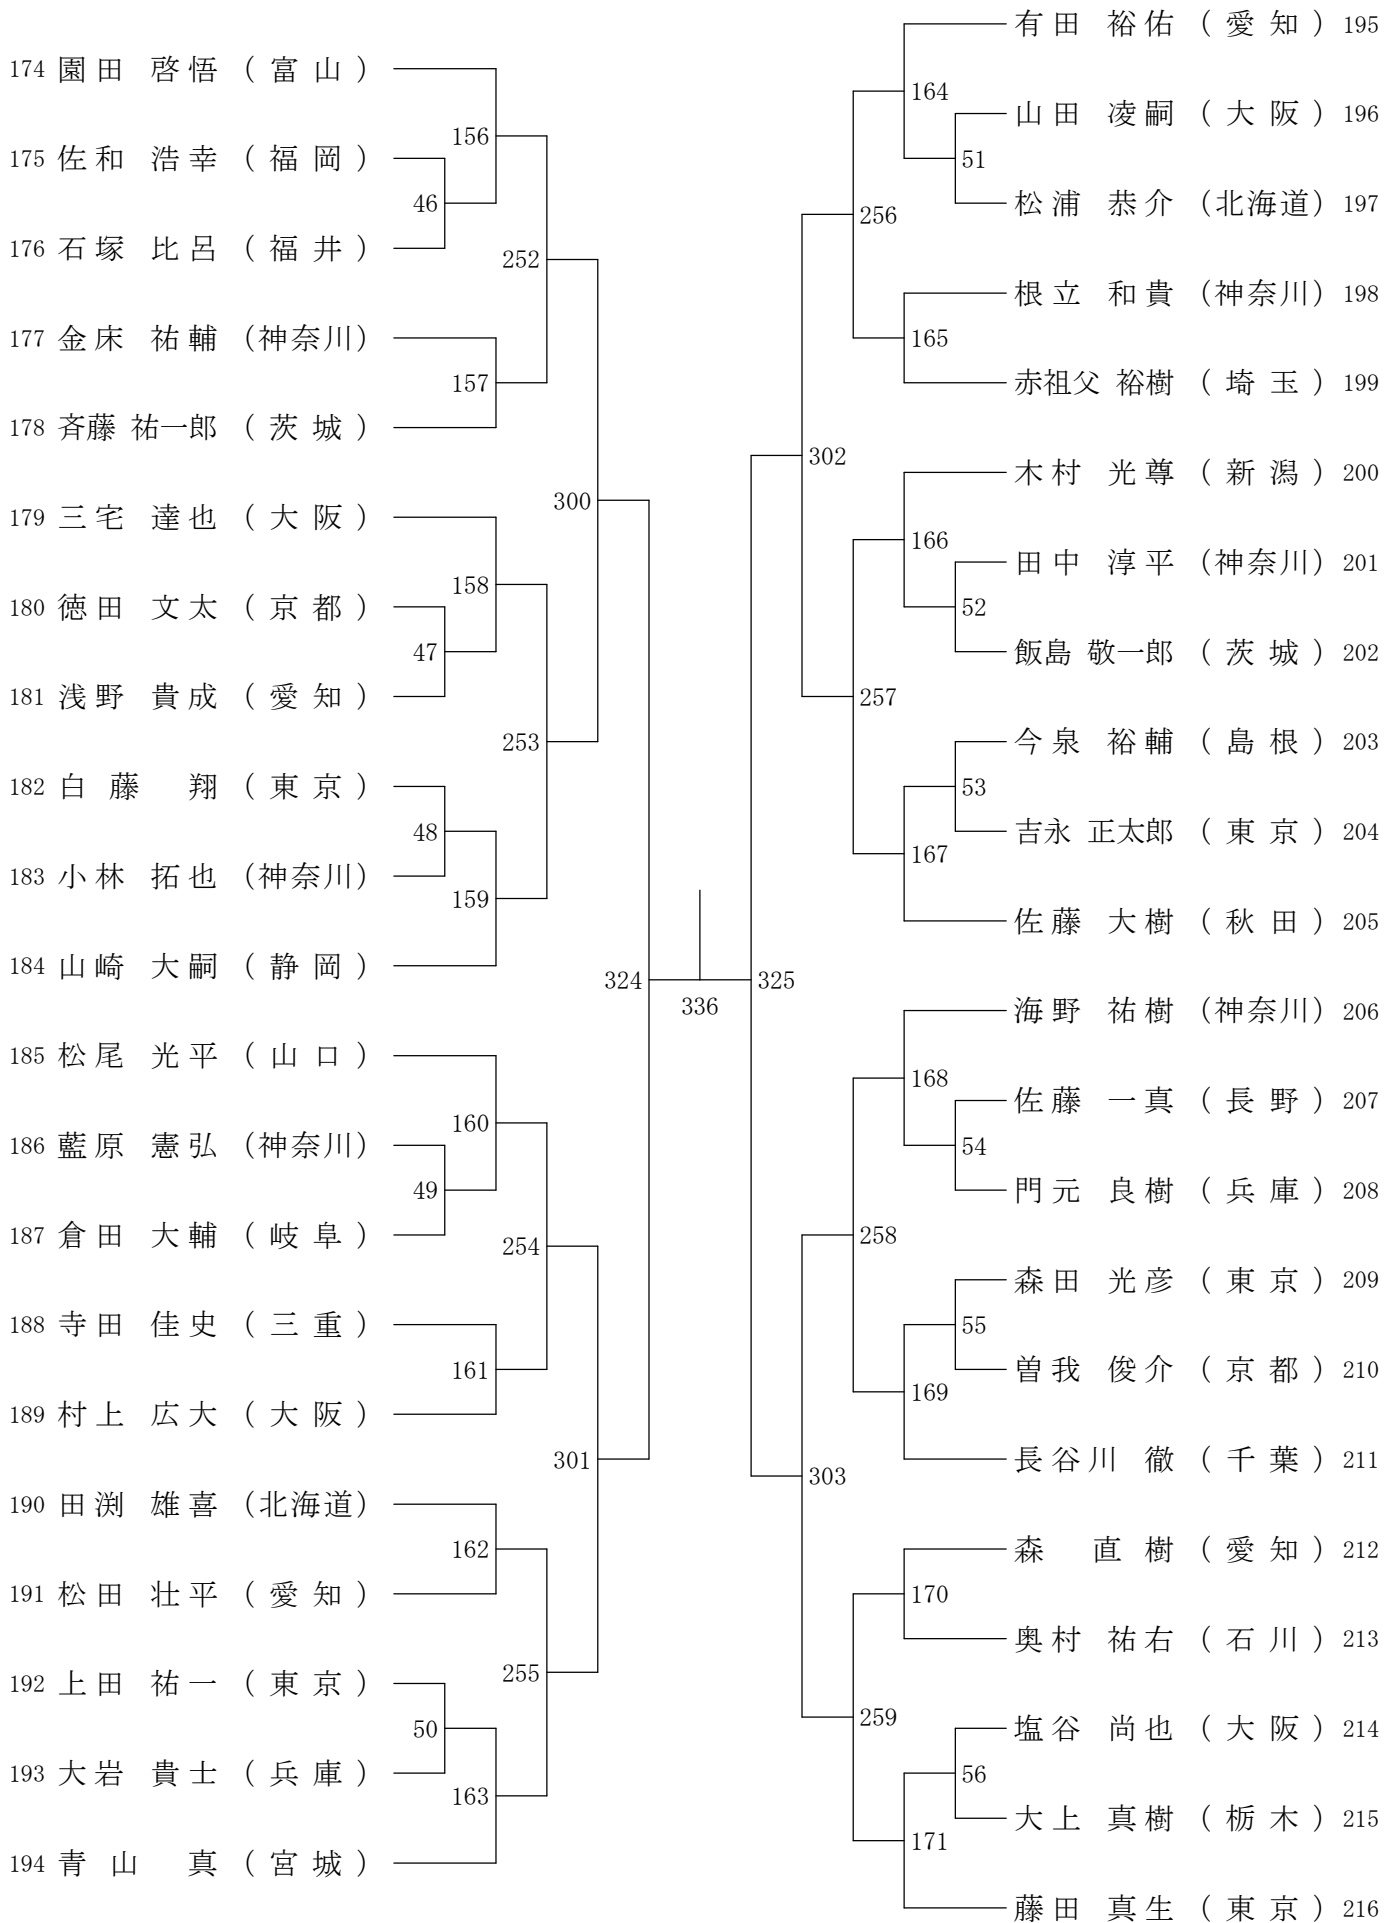 174 園田 啓悟 (富山)
156
175 佐和 浩幸 (福岡)
46
176 石塚 比呂 (福井)
252
177 金床 祐輔 (神奈川)
157
178 斉藤 祐一郎 (茨城)
300
179 三宅 達也 (大阪)
158
180 徳田 文太 (京都)
47
181 浅野 貴成 (愛知)
253
182 白藤 翔 (東京)
48
183 小林 拓也 (神奈川)
159
184 山崎 大嗣 (静岡)
324
185 松尾 光平 (山口)
160
186 藍原 憲弘 (神奈川)
49
187 倉田 大輔 (岐阜)
254
188 寺田 佳史 (三重)
161
189 村上 広大 (大阪)
301
190 田渕 雄喜 (北海道)
162
191 松田 壮平 (愛知)
255
192 上田 祐一 (東京)
50
193 大岩 貴士 (兵庫)
163
194 青山 真 (宮城)
336
有田 裕佑 (愛知) 195
164
山田 凌嗣 (大阪) 196
51
松浦 恭介 (北海道) 197
256
根立 和貴 (神奈川) 198
165
赤祖父 裕樹 (埼玉) 199
302
木村 光尊 (新潟) 200
166
田中 淳平 (神奈川) 201
52
飯島 敬一郎 (茨城) 202
257
今泉 裕輔 (島根) 203
53
吉永 正太郎 (東京) 204
167
佐藤 大樹 (秋田) 205
325
海野 祐樹 (神奈川) 206
168
佐藤 一真 (長野) 207
54
門元 良樹 (兵庫) 208
258
森田 光彦 (東京) 209
55
曽我 俊介 (京都) 210
169
長谷川 徹 (千葉) 211
303
森 直樹 (愛知) 212
170
奥村 祐右 (石川) 213
259
塩谷 尚也 (大阪) 214
56
大上 真樹 (栃木) 215
171
藤田 真生 (東京) 216